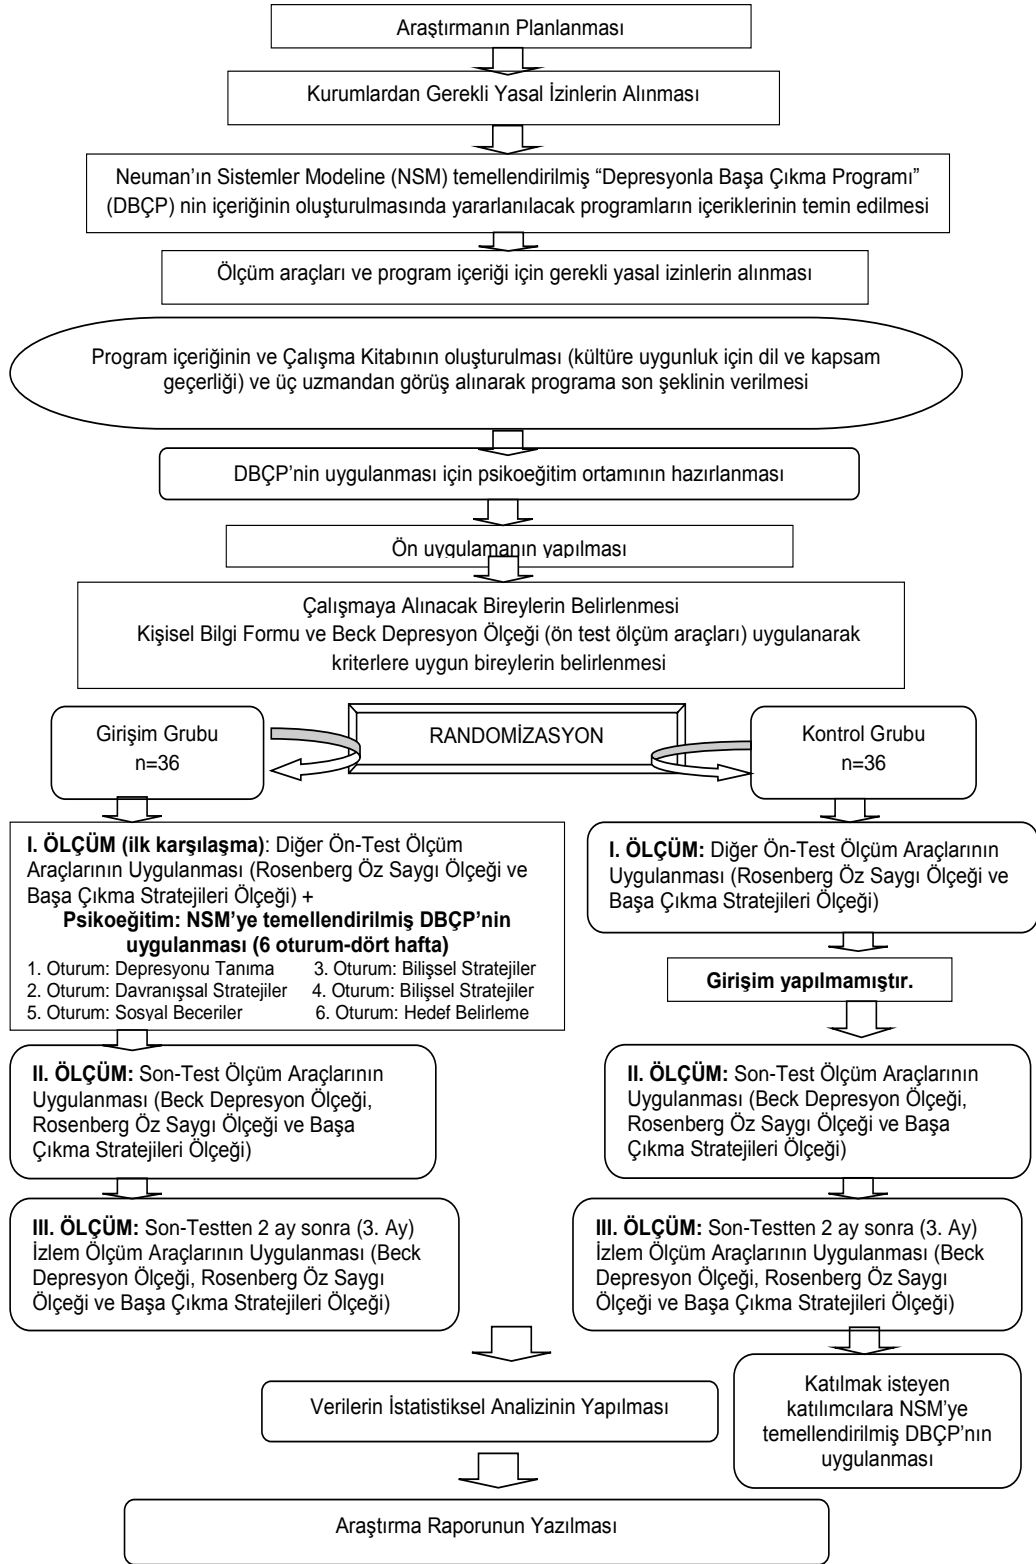 Araştırmanın Planlanması
Kurumlardan Gerekli Yasal İzinlerin Alınması
Neuman’ın Sistemler Modeline (NSM) temellendirilmiş “Depresyonla Başa Çıkma Programı”
(DBÇP) nin içeriğinin oluşturulmasında yararlanılacak programların içeriklerinin temin edilmesi
Ölçüm araçları ve program içeriği için gerekli yasal izinlerin alınması
Program içeriğinin ve Çalışma Kitabının oluşturulması (kültüre uygunluk için dil ve kapsam
geçerliği) ve üç uzmandan görüş alınarak programa son şeklinin verilmesi
DBÇP’nin uygulanması için psikoeğitim ortamının hazırlanması
Ön uygulamanın yapılması
Çalışmaya Alınacak Bireylerin Belirlenmesi
Kişisel Bilgi Formu ve Beck Depresyon Ölçeği (ön test ölçüm araçları) uygulanarak
kriterlere uygun bireylerin belirlenmesi
Girişim Grubu
n=36
RANDOMİZASYON
Kontrol Grubu
n=36
I. ÖLÇÜM (ilk karşılaşma): Diğer Ön-Test Ölçüm
Araçlarının Uygulanması (Rosenberg Öz Saygı Ölçeği ve
Başa Çıkma Stratejileri Ölçeği) +
Psikoeğitim: NSM’ye temellendirilmiş DBÇP’nin
uygulanması (6 oturum-dört hafta)
1. Oturum: Depresyonu Tanıma 3. Oturum: Bilişsel Stratejiler
2. Oturum: Davranışsal Stratejiler 4. Oturum: Bilişsel Stratejiler
5. Oturum: Sosyal Beceriler 6. Oturum: Hedef Belirleme
I. ÖLÇÜM: Diğer Ön-Test Ölçüm Araçlarının
Uygulanması (Rosenberg Öz Saygı Ölçeği ve
Başa Çıkma Stratejileri Ölçeği)
Girişim yapılmamıştır.
II. ÖLÇÜM: Son-Test Ölçüm Araçlarının
Uygulanması (Beck Depresyon Ölçeği,
Rosenberg Öz Saygı Ölçeği ve Başa
Çıkma Stratejileri Ölçeği)
II. ÖLÇÜM: Son-Test Ölçüm Araçlarının
Uygulanması (Beck Depresyon Ölçeği,
Rosenberg Öz Saygı Ölçeği ve Başa
Çıkma Stratejileri Ölçeği)
III. ÖLÇÜM: Son-Testten 2 ay sonra (3. Ay)
İzlem Ölçüm Araçlarının Uygulanması (Beck
Depresyon Ölçeği, Rosenberg Öz Saygı
Ölçeği ve Başa Çıkma Stratejileri Ölçeği)
III. ÖLÇÜM: Son-Testten 2 ay sonra (3. Ay)
İzlem Ölçüm Araçlarının Uygulanması (Beck
Depresyon Ölçeği, Rosenberg Öz Saygı
Ölçeği ve Başa Çıkma Stratejileri Ölçeği)
Verilerin İstatistiksel Analizinin Yapılması
Katılmak isteyen
katılımcılara NSM’ye
temellendirilmiş DBÇP’nın
uygulanması
Araştırma Raporunun Yazılması